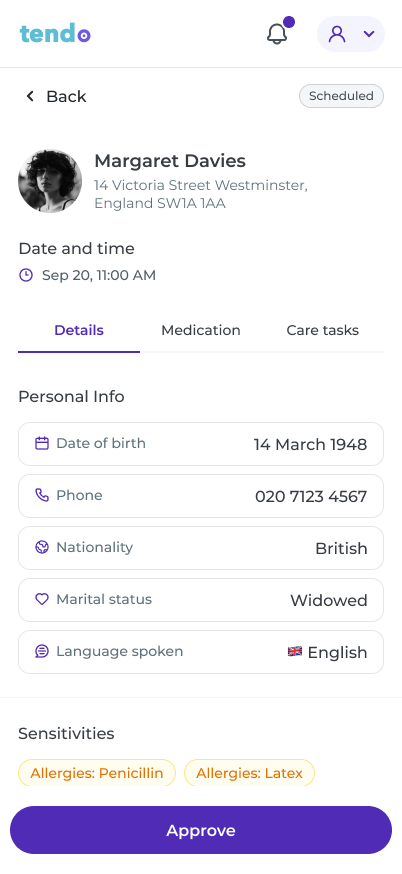 tendo
Back
Scheduled
Margaret Davies
14 Victoria Street Westminster,
England SW1A 1AA
Date and time
Sep 20, 11:00 AM
Details
Medication
Care tasks
Personal Info
Date of birth
14 March 1948
Phone
020 7123 4567
Nationality
British
Marital status
Widowed
Language spoken
English
Sensitivities
Allergies: Penicillin
Allergies: Latex
Approve